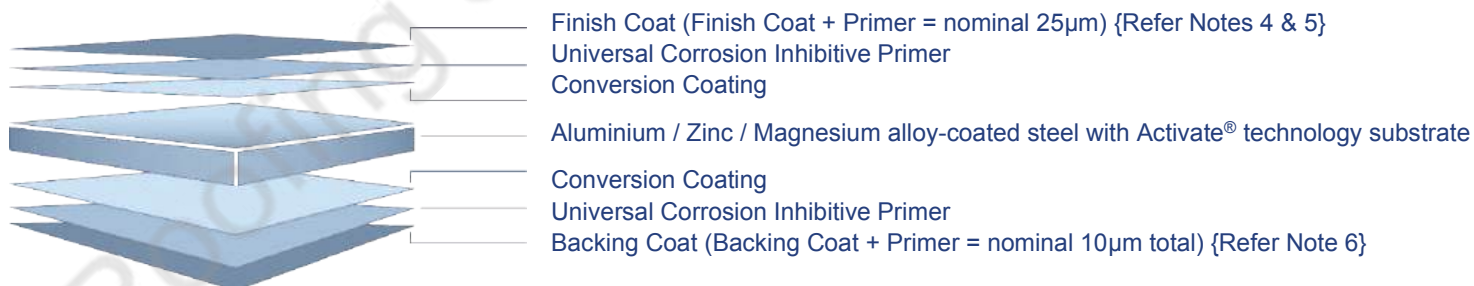 Finish Coat (Finish Coat + Primer = nominal 25µm) {Refer Notes 4 & 5}
Universal Corrosion Inhibitive Primer
Conversion Coating
Aluminium / Zinc / Magnesium alloy-coated steel with Activate® technology substrate
Conversion Coating
Universal Corrosion Inhibitive Primer
Backing Coat (Backing Coat + Primer = nominal 10µm total) {Refer Note 6}